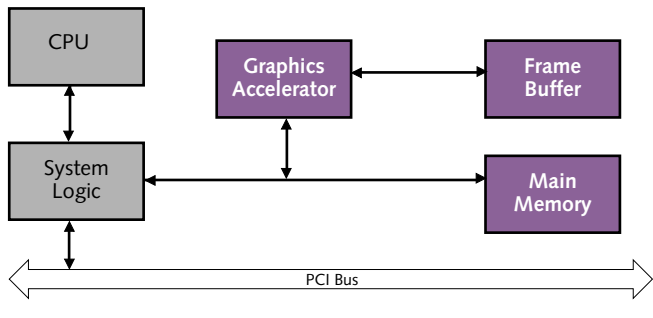 CPU
Graphics
Accelerator
Frame
Buffer
System
Logic
Main
Memory
PCI Bus